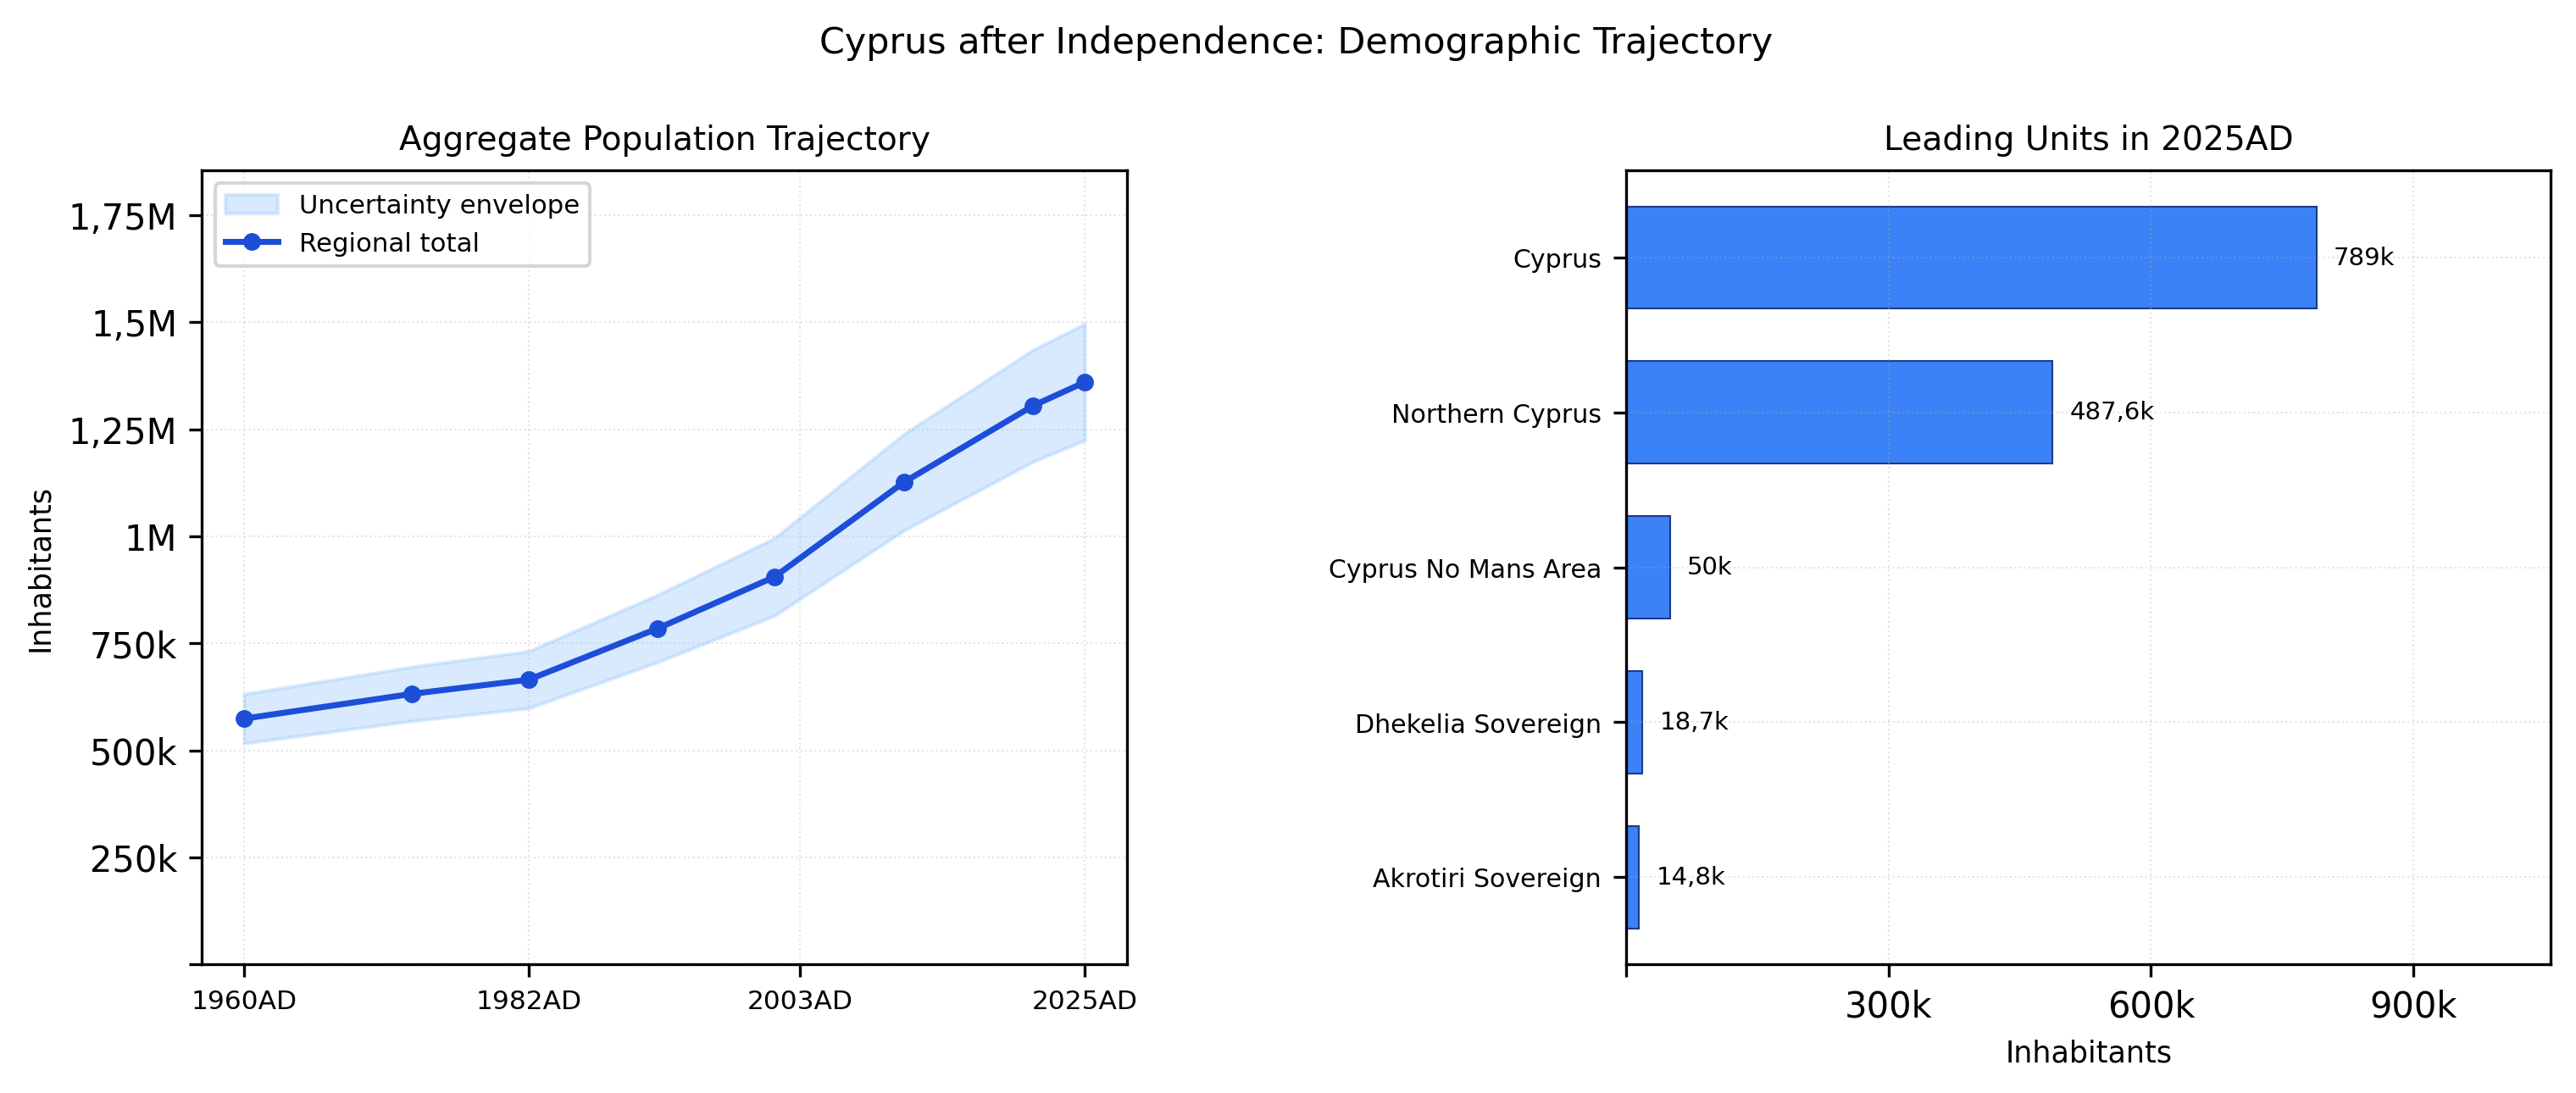 Cyprus after Independence: Demographic Trajectory
Aggregate Population Trajectory
Uncertainty envelope
Regional total
1,75M
1,5M
1,25M
1M
750k
500k
250k
Inhabitants
1960AD
1982AD
2003AD
2025AD
Leading Units in 2025AD
Cyprus
789k
Northern Cyprus
487,6k
Cyprus No Mans Area
50k
Dhekelia Sovereign
18,7k
Akrotiri Sovereign
14,8k
300k
600k
900k
Inhabitants